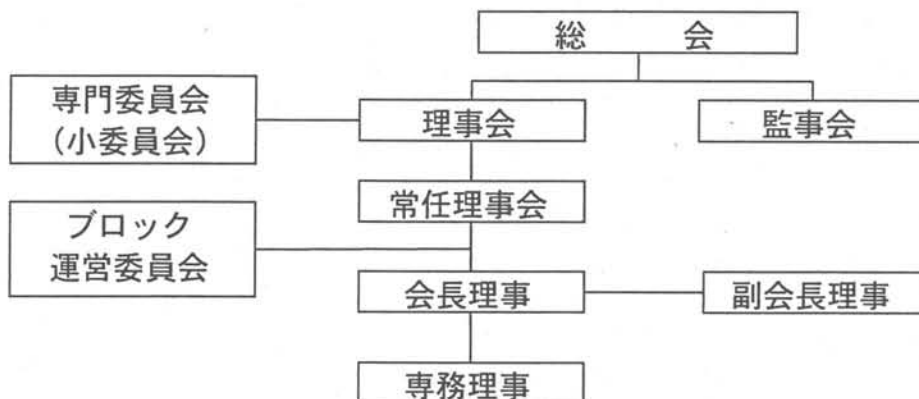 総　　会
専門委員会
（小委員会）
理事会
監事会
常任理事会
ブロック
運営委員会
会長理事
副会長理事
専務理事